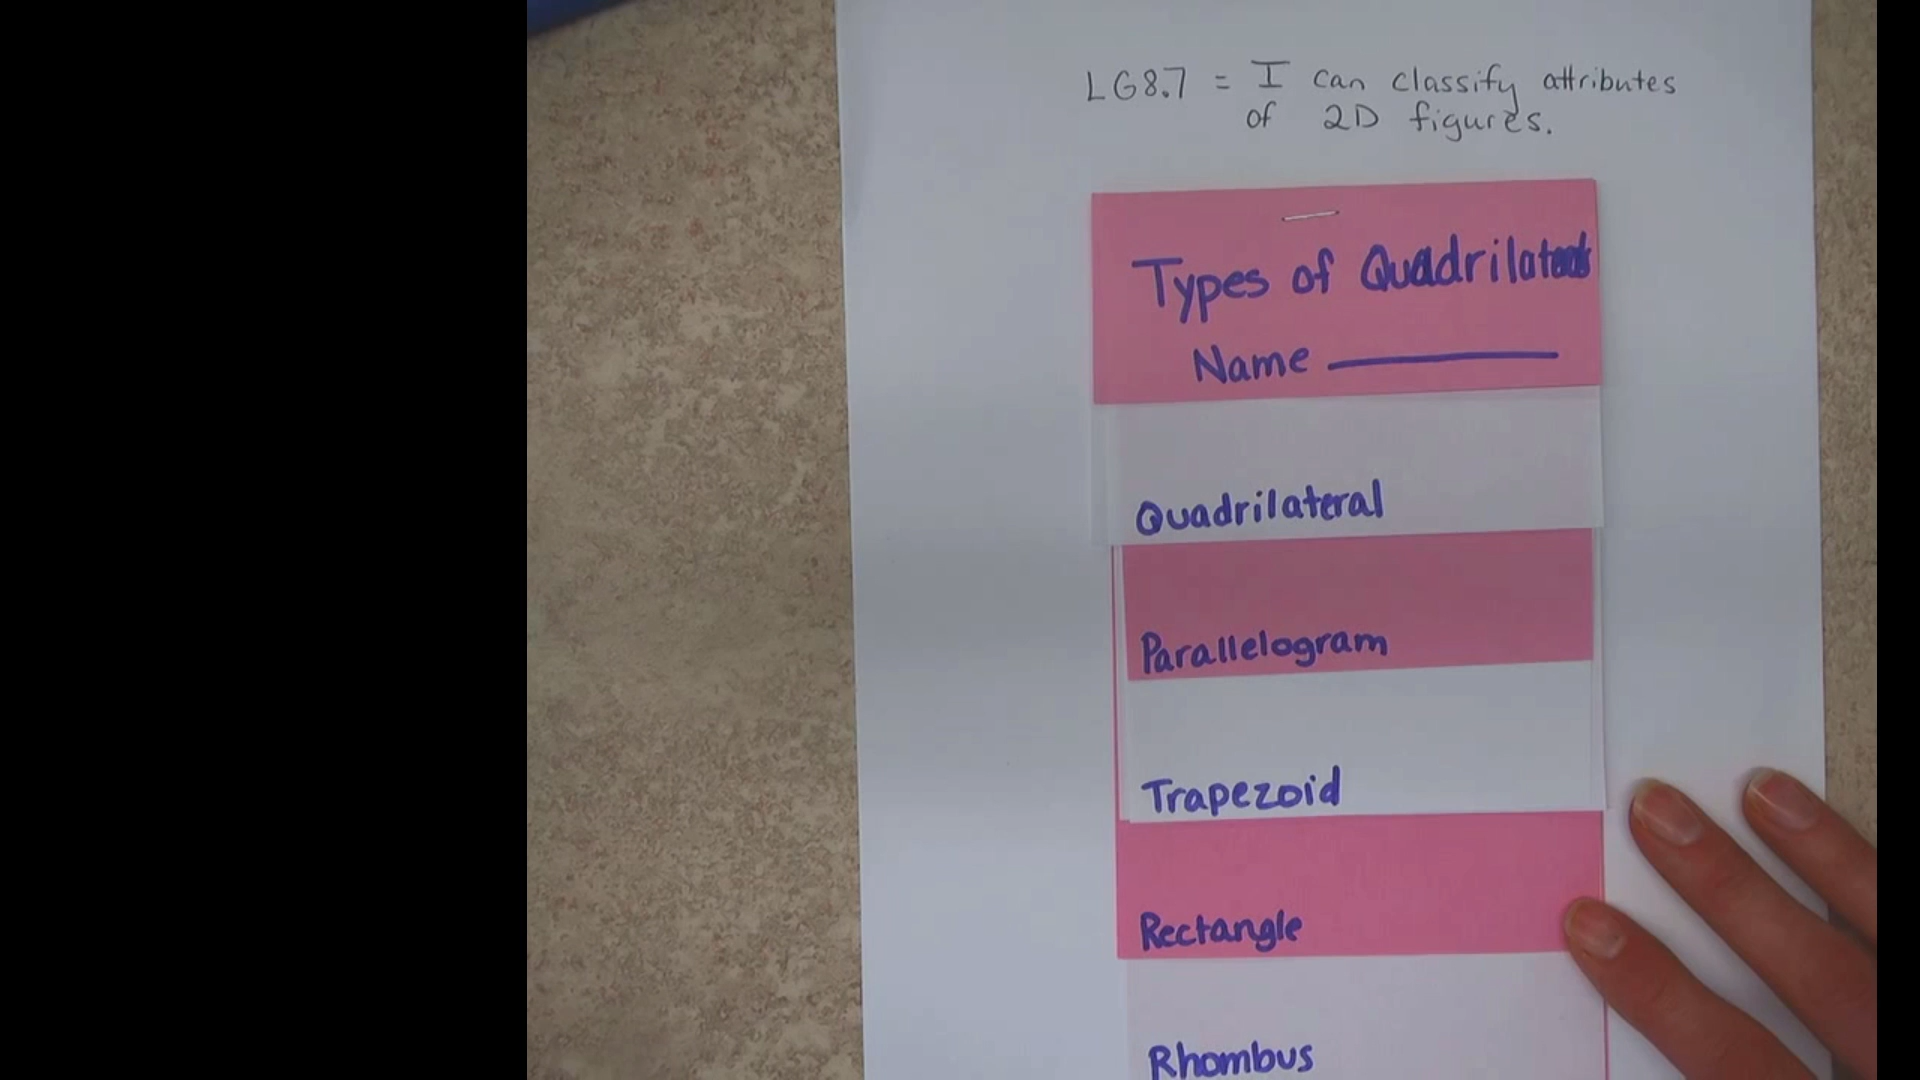 LG8.7 = I can classify attributes
of 2D figures.
Types of Quadrilaterals
Name
Quadrilateral
Parallelogram
Trapezoid
Rectangle
Rhombus